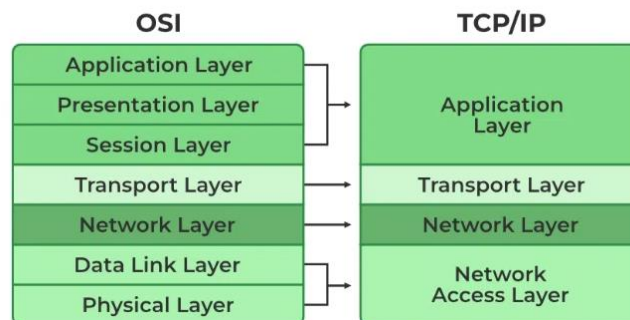 OSI
Application Layer
Presentation Layer
Session Layer
Transport Layer
Network Layer
Data Link Layer
Physical Layer
TCP/IP
Application
Layer
Transport Layer
Network Layer
Network
Access Layer